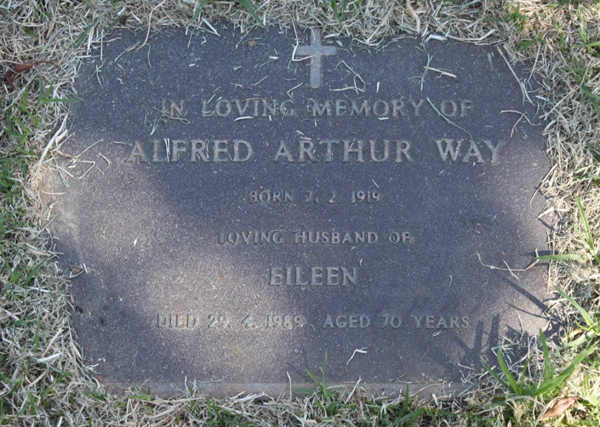 IN LOVING MEMORY OF
ALFRED ARTHUR WAY
BORN 7. 2. 1919
LOVING HUSBAND OF
EILEEN
DIED 29. 4. 1989 AGED 70 YEARS